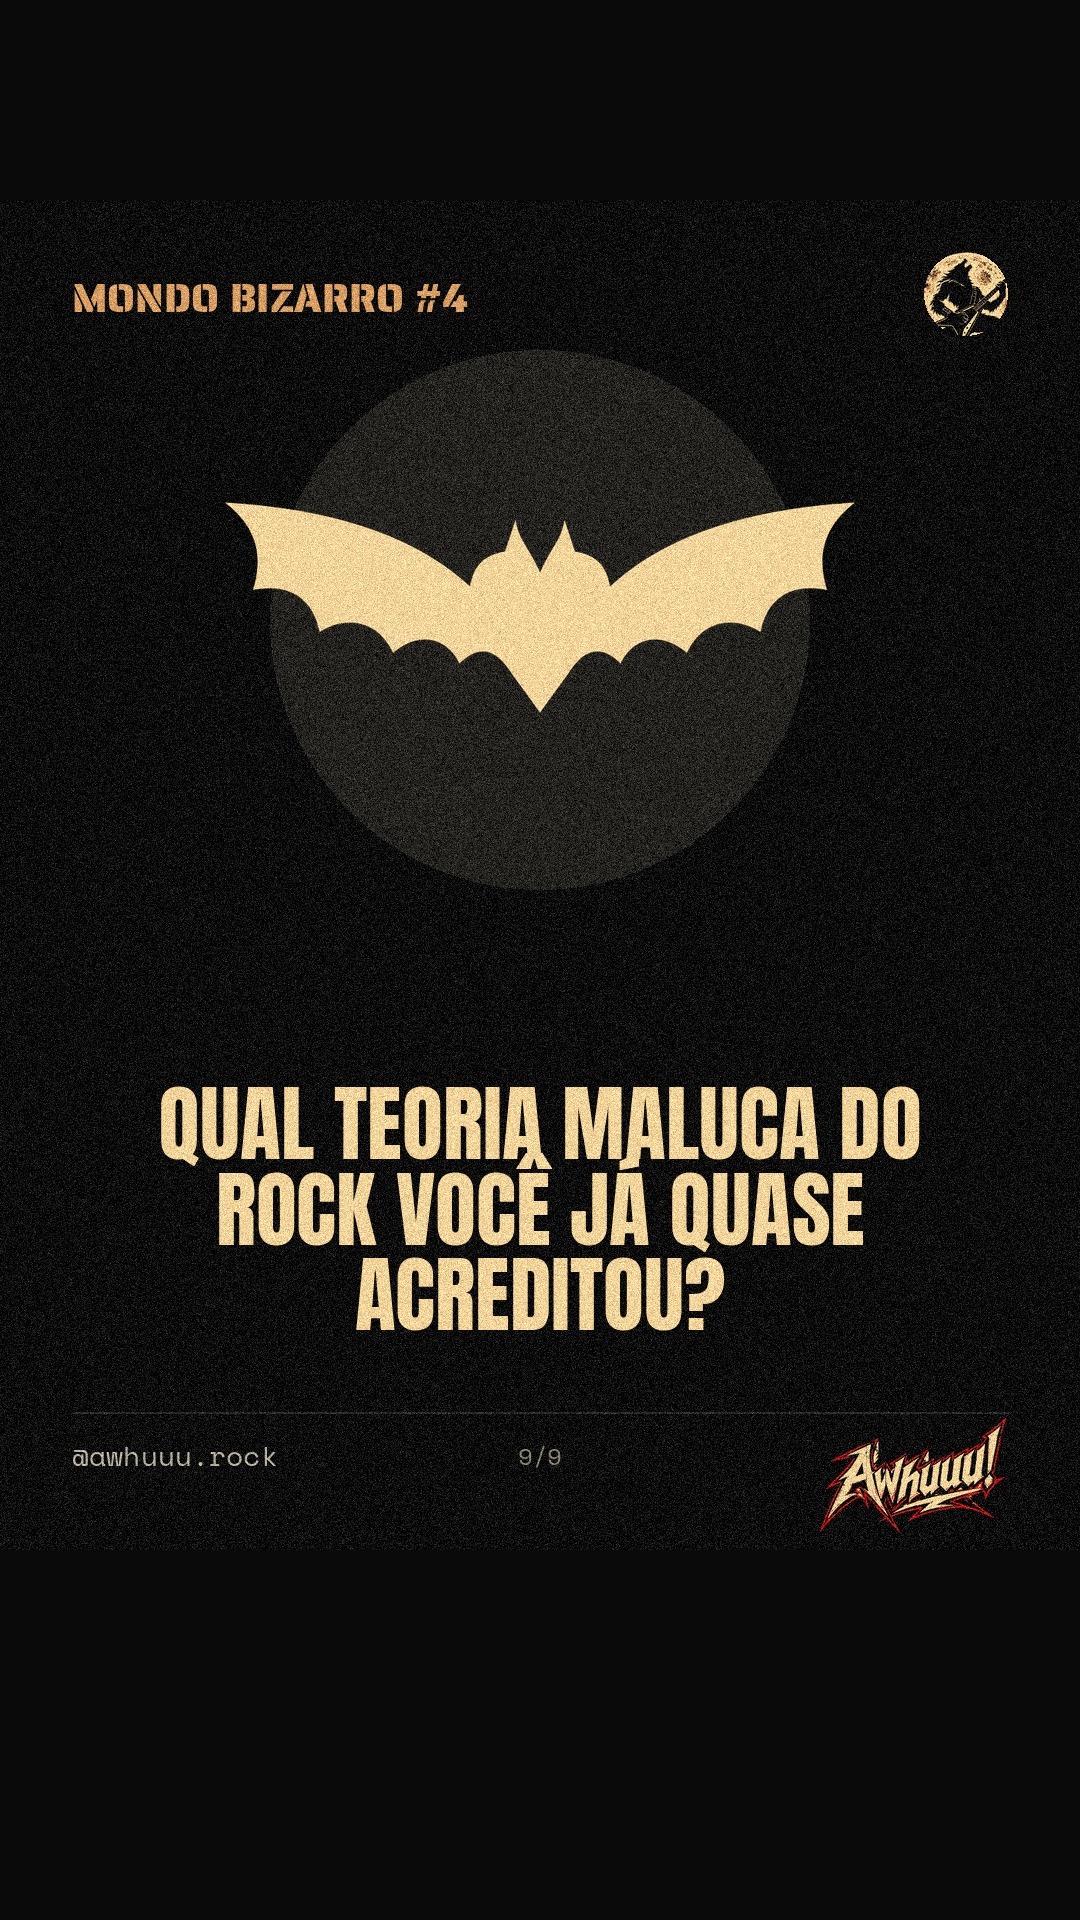 MONDO BIZARRO #4
QUAL TEORIA MALUCA DO
ROCK VOCÊ JÁ QUASE
ACREDITOU?
@awhuuu.rock
9/9
Awhuuu!